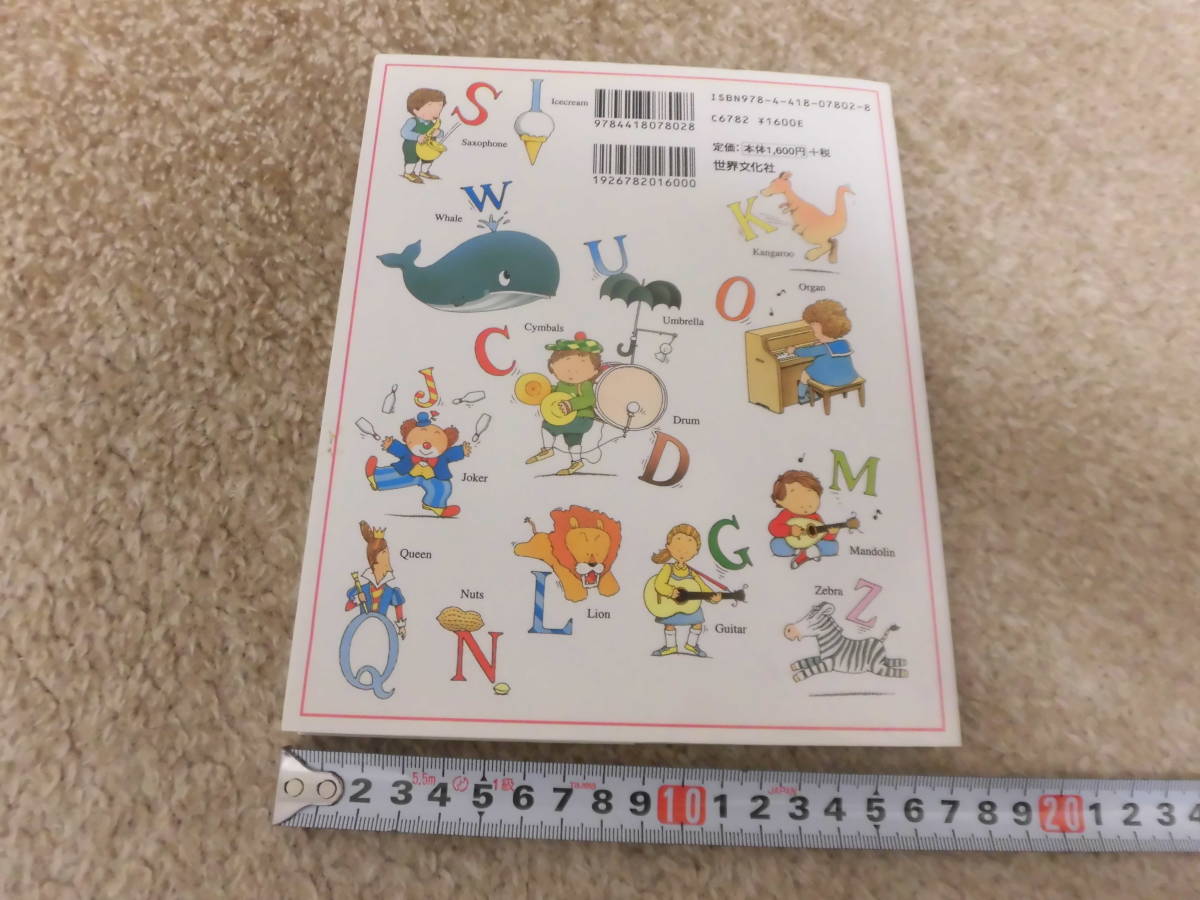 S
Saxophone
I
Icecream
9784418078028
1926782016000
ISBN978-4-418-07802-8
C6782 ¥1600E
定価：本体1,600円＋税
世界文化社
W
Whale
K
Kangaroo
U
Umbrella
O
Organ
C
Cymbals
Drum
D
J
Joker
M
Mandolin
Queen
Q
Nuts
N
L
Lion
G
Guitar
Zebra
Z
2 3 4 5 6 7 8 9 10 1 2 3 4 5 6 7 8 9 20 1 2 3 4
5.5m
1級
TAJIMA
JAPAN